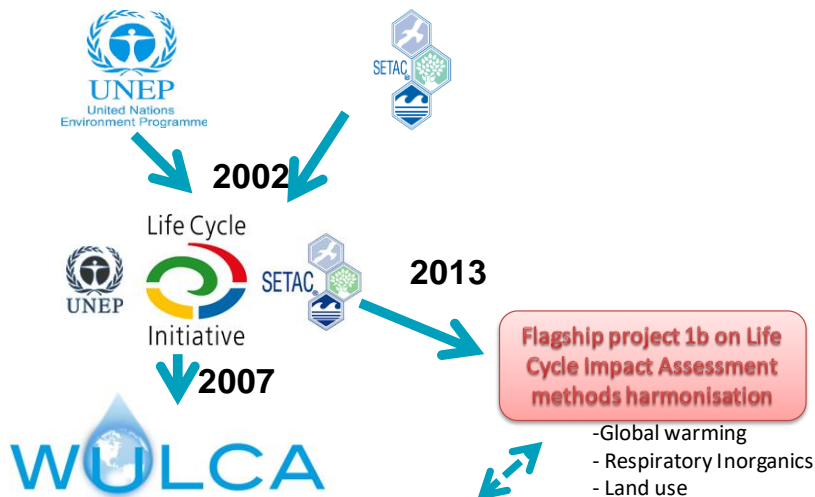 UNEP
United Nations
Environment Programme
SETAC
2002
Life Cycle
UNEP
SETAC
Initiative
2013
Flagship project 1b on Life
Cycle Impact Assessment
methods harmonisation
2007
WULCA
-Global warming
- Respiratory Inorganics
- Land use